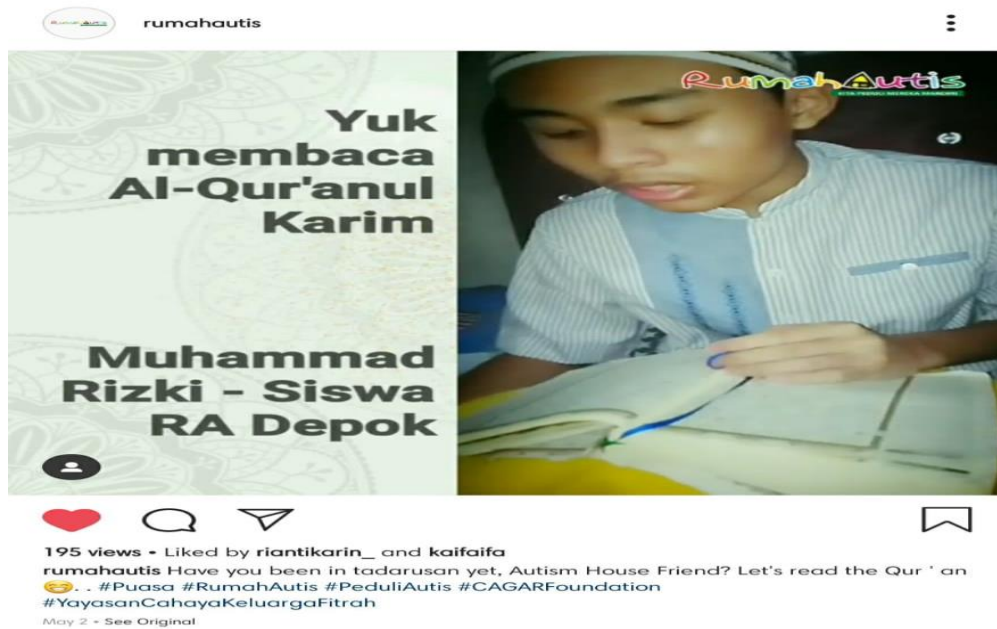 rumahautis
RumahAutis
Yuk
membaca
Al-Qur'anul
Karim
Muhammad
Rizki - Siswa
RA Depok
195 views • Liked by riantikarin_ and kaifaifa
rumahautis Have you been in tadarusan yet, Autism House Friend? Let's read the Qur ' an
😁. . #Puasa #RumahAutis #PeduliAutis #CAGARFoundation
#YayasanCahayaKeluargaFitrah
May 2 • See Original